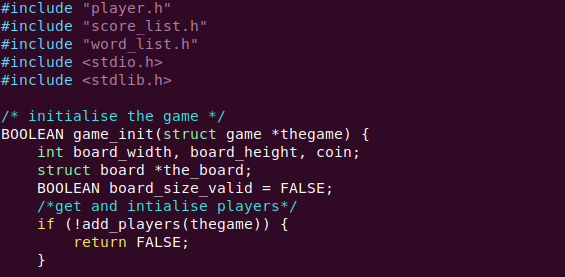 #include "player.h"
#include "score_list.h"
#include "word_list.h"
#include <stdio.h>
#include <stdlib.h>

/* initialise the game */
BOOLEAN game_init(struct game *thegame) {
    int board_width, board_height, coin;
    struct board *the_board;
    BOOLEAN board_size_valid = FALSE;
    /*get and intialise players*/
    if (!add_players(thegame)) {
        return FALSE;
    }